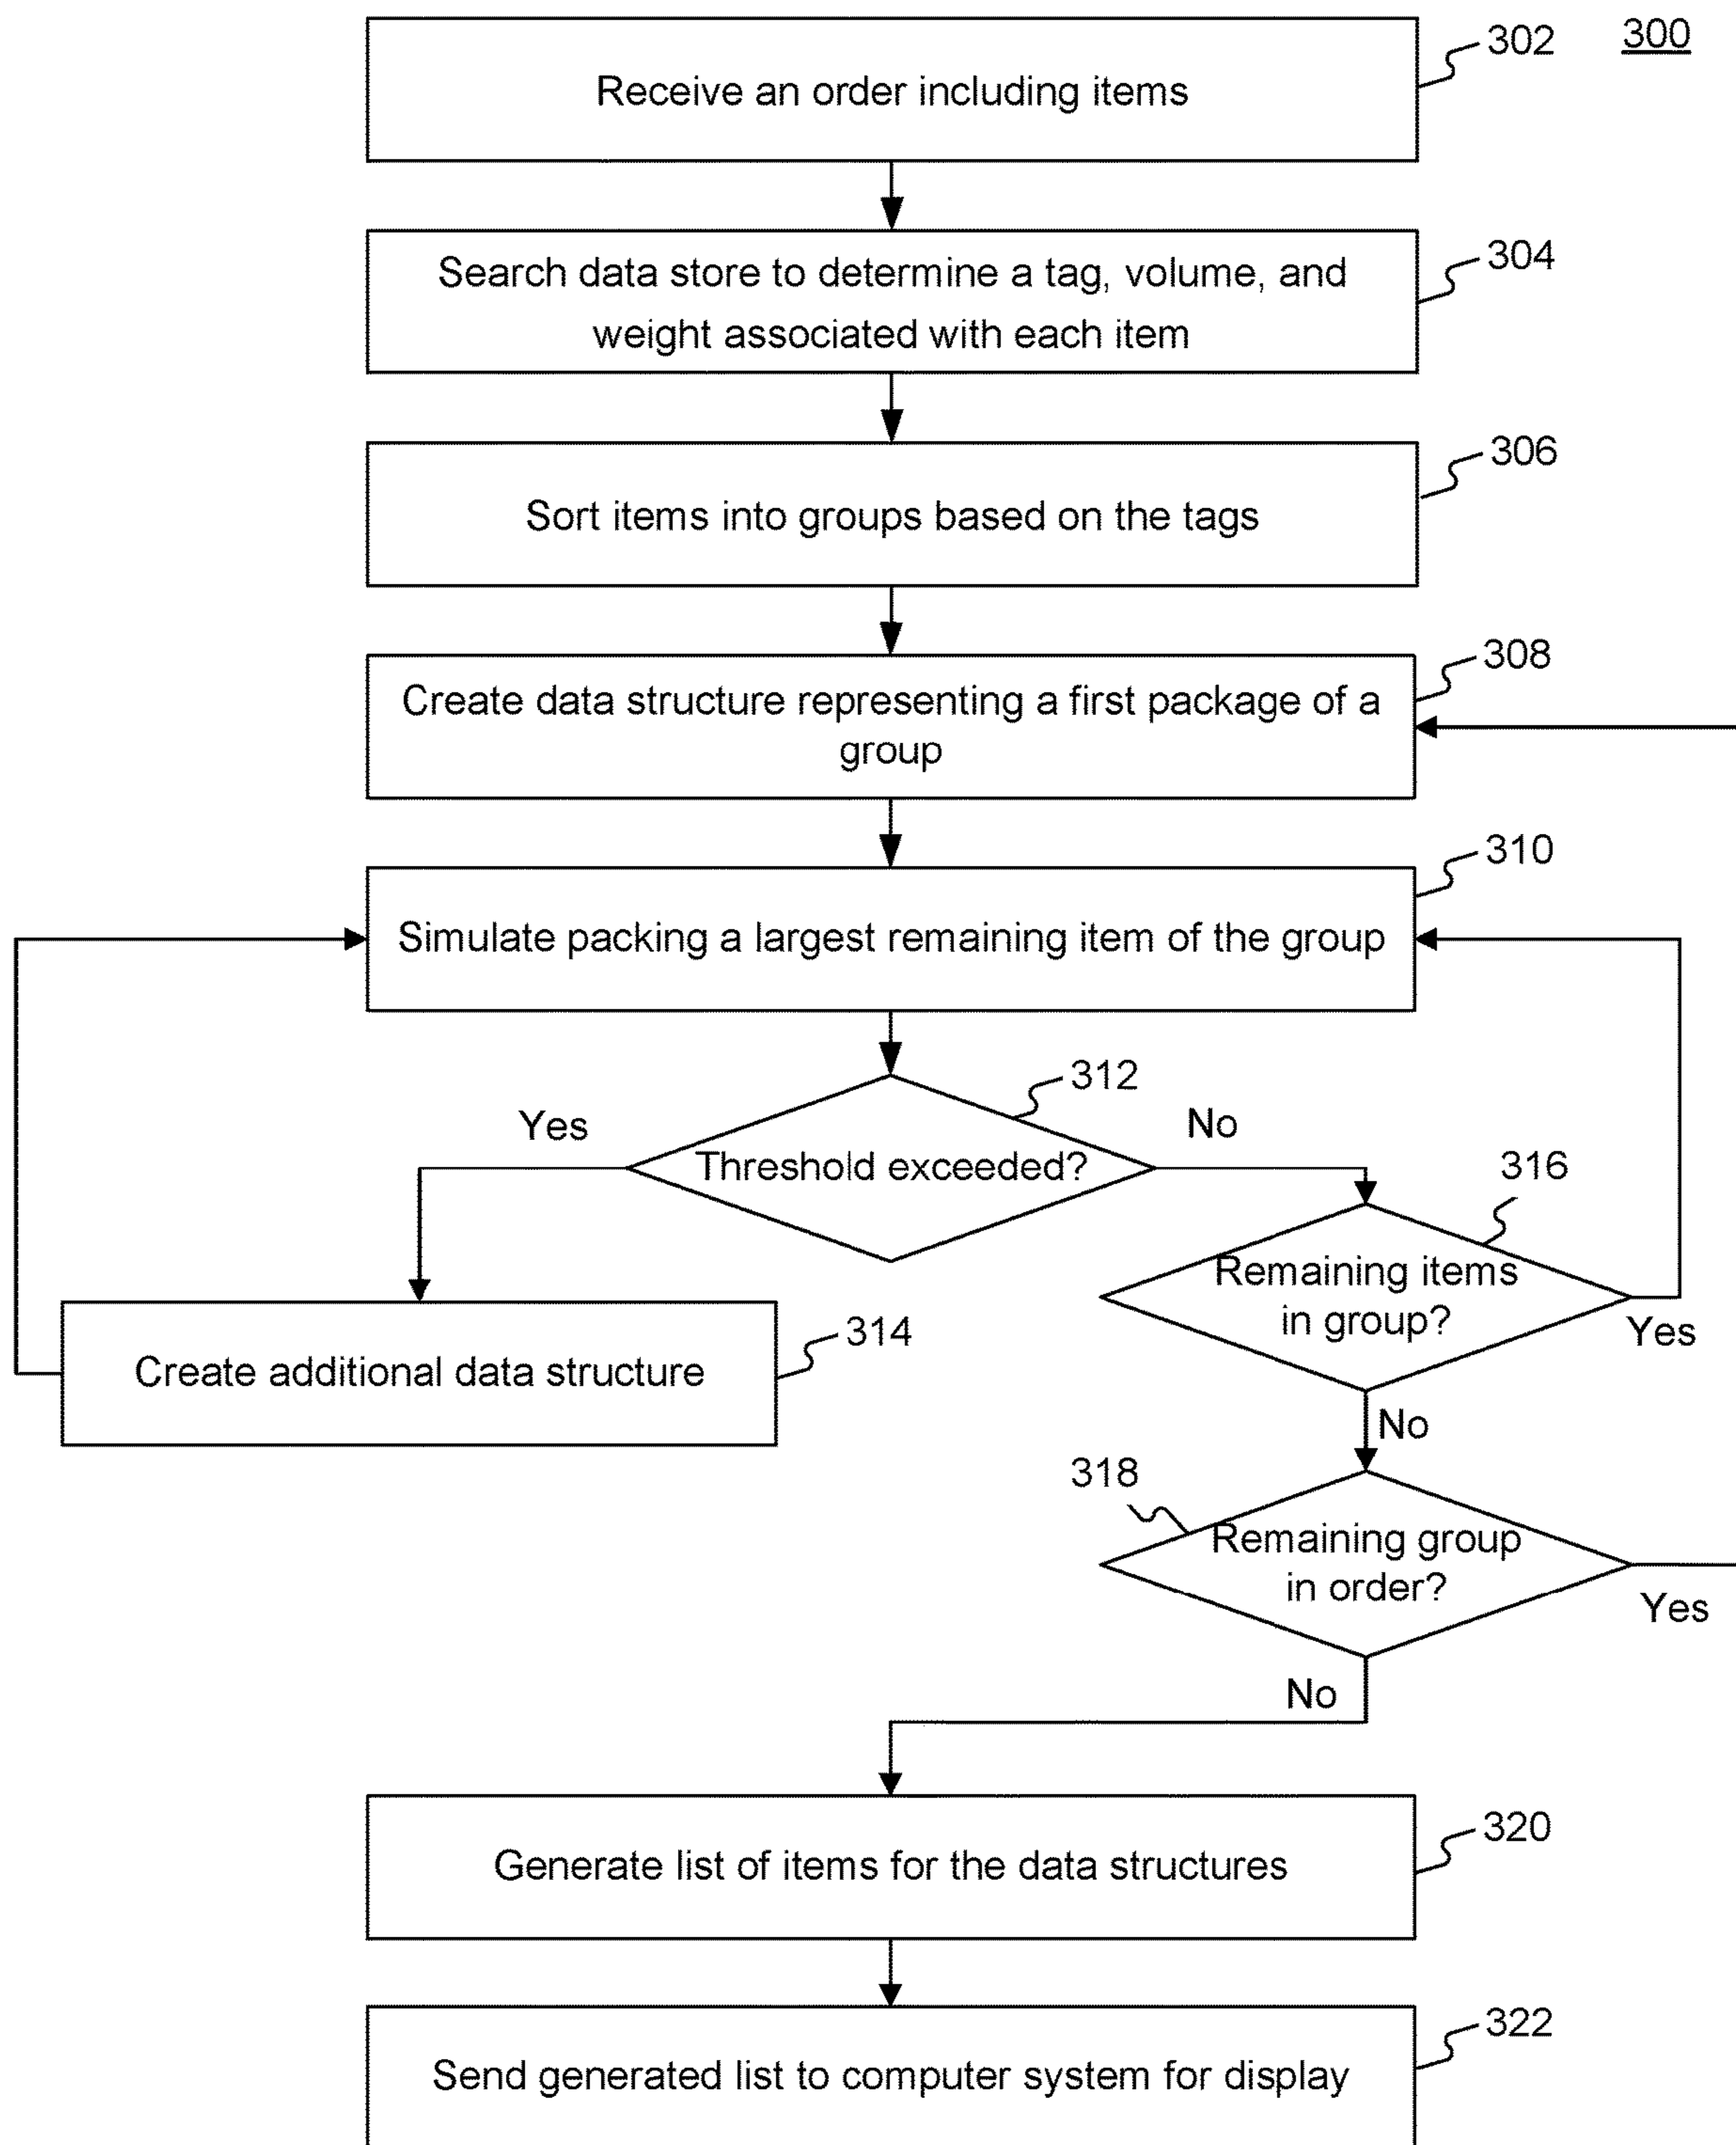 300
302
Receive an order including items
304
Search data store to determine a tag, volume, and
weight associated with each item
306
Sort items into groups based on the tags
308
Create data structure representing a first package of a
group
310
Simulate packing a largest remaining item of the group
312
Yes
No
Threshold exceeded?
316
Remaining items
in group?
Yes
314
Create additional data structure
No
318
Remaining group
in order?
Yes
No
320
Generate list of items for the data structures
322
Send generated list to computer system for display